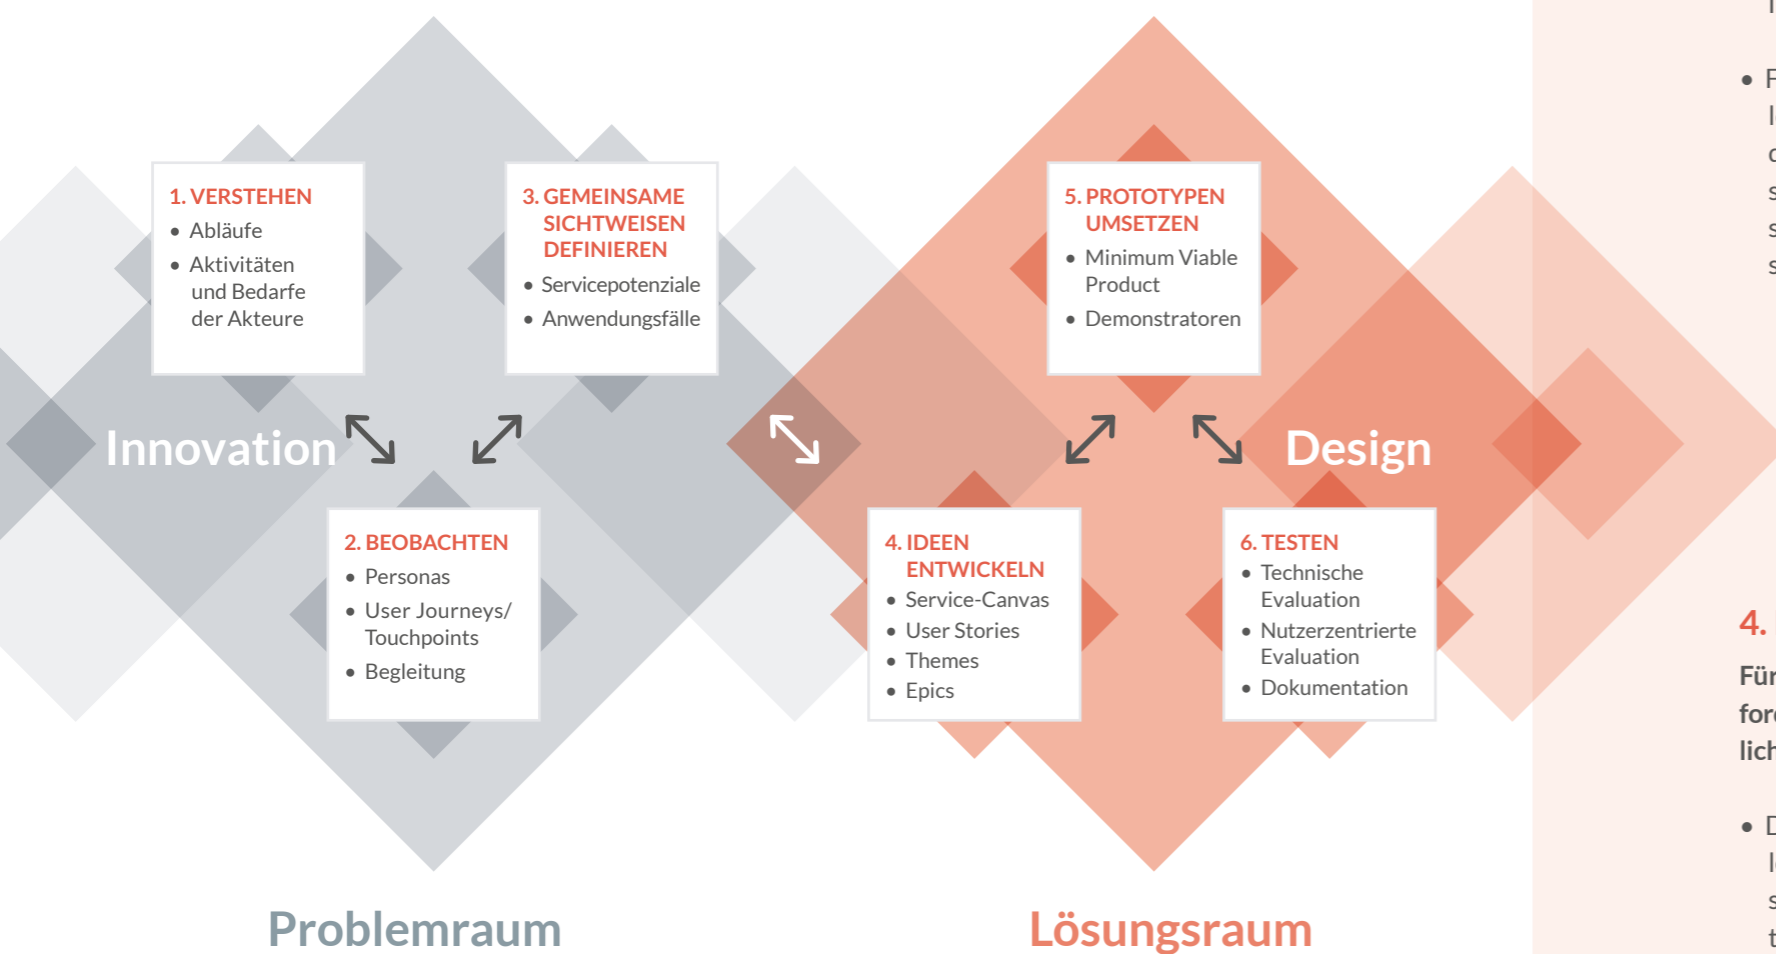 1. VERSTEHEN
• Abläufe
• Aktivitäten
und Bedarfe
der Akteure
3. GEMEINSAME
SICHTWEISEN
DEFINIEREN
• Servicepotenziale
• Anwendungsfälle
5. PROTOTYPEN
UMSETZEN
• Minimum Viable
Product
• Demonstratoren
Innovation
Design
2. BEOBACHTEN
• Personas
• User Journeys/
Touchpoints
• Begleitung
4. IDEEN
ENTWICKELN
• Service-Canvas
• User Stories
• Themes
• Epics
6. TESTEN
• Technische
Evaluation
• Nutzerzentrierte
Evaluation
• Dokumentation
Problemraum
Lösungsraum
4.
Für